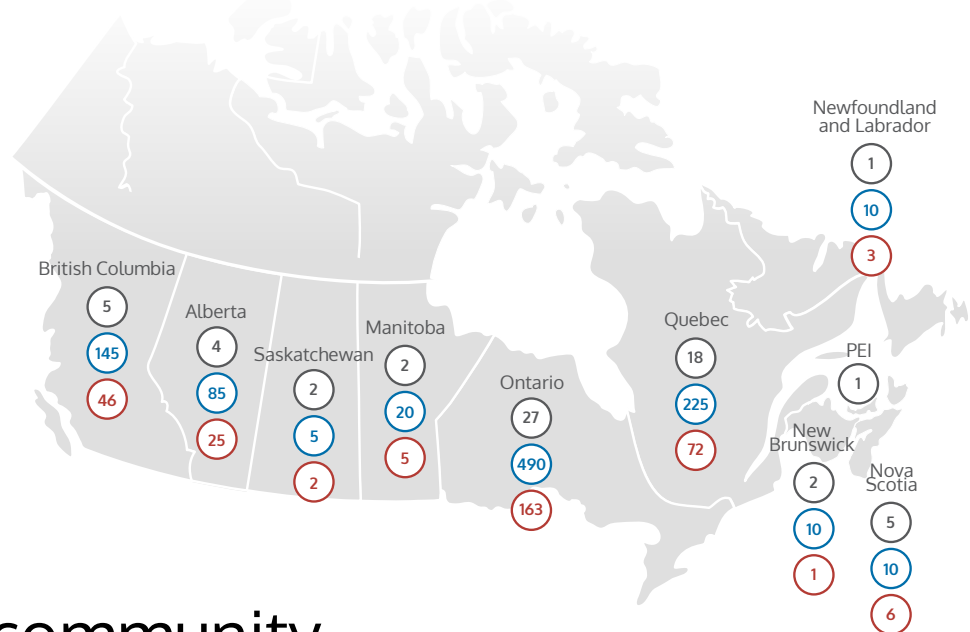 Newfoundland
and Labrador
1
10
3
British Columbia
5
145
46
Alberta
4
85
25
Saskatchewan
2
5
2
Manitoba
2
20
5
Ontario
27
490
163
Quebec
18
225
72
PEI
1
New
Brunswick
2
10
1
Nova
Scotia
5
10
6
community